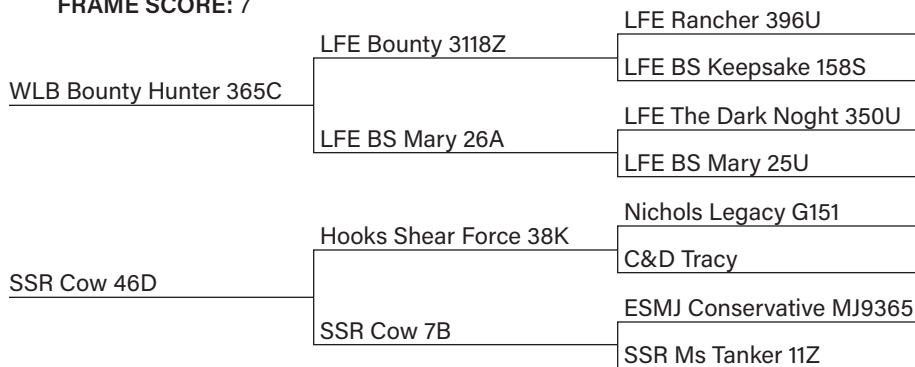 FRAME SCORE: 7
LFE Rancher 396U
LFE Bounty 3118Z
LFE BS Keepsake 158S
WLB Bounty Hunter 365C
LFE The Dark Noght 350U
LFE BS Mary 26A
LFE BS Mary 25U
Nichols Legacy G151
Hooks Shear Force 38K
C&D Tracy
SSR Cow 46D
ESMJ Conservative MJ9365
SSR Cow 7B
SSR Ms Tanker 11Z